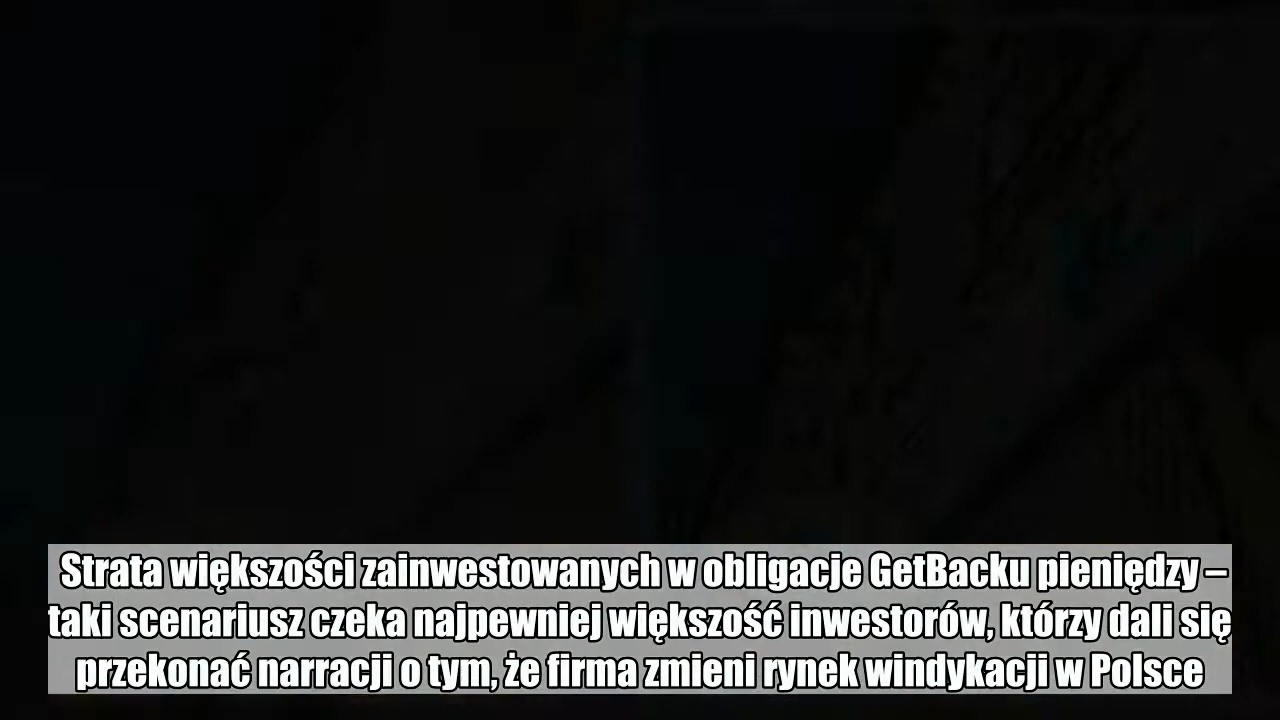 Strata większości zainwestowanych w obligacje GetBacku pieniędzy –
taki scenariusz czeka najpewniej większość inwestorów, którzy dali się
przekonać narracji o tym, że firma zmieni rynek windykacji w Polsce